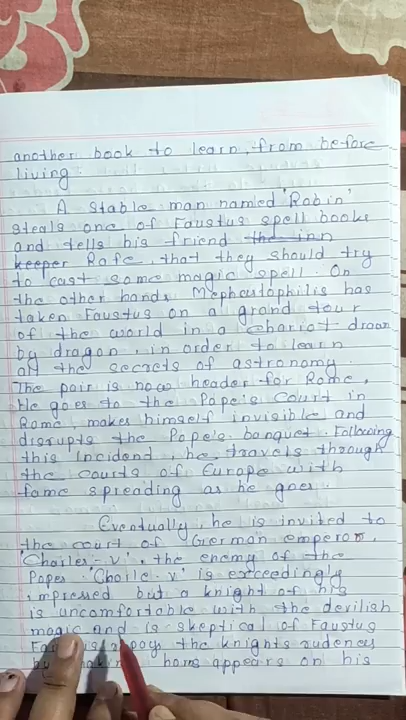 another book to learn, from before
living.
A stable man named 'Robin'
steals one of Faustus spell books
and tells his friend the inn
keeper Rafe, that they should try
to cast some magic spell. On
the other hands Mephustophilis has
taken Faustus on a grand tour
of the world in a chariot drawn
by dragon, in order to learn
all the secrets of astronomy.
The pair is now header for Rome,
He goes to the Pope's Court in
Rome, makes himself invisible and
disrupts the Pope's banquet. Following
this incident, he travels through
the courts of Europe with
fame spreading as he goes.
Eventually, he is invited to
the court of German emperor,
'Charles-V', the enemy of the
Pope. 'Choile-v' is exceedingly
impressed but a knight of his
is uncomfortable with the devilish
magic and is skeptical of Faustus
the knights rudeness
horns appears on his